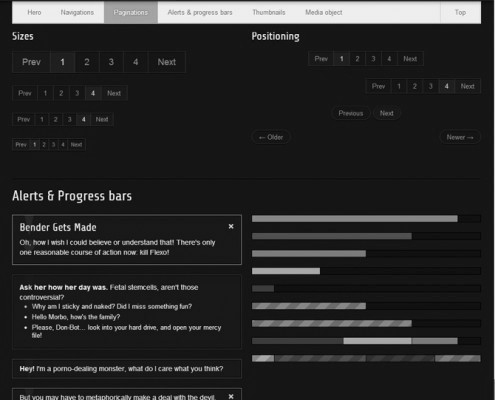 Hero Navigations Paginations Alerts & progress bars Thumbnails Media object Top
Sizes
Positioning
Prev 1 2 3 4 Next
Prev 1 2 3 4 Next
Prev 1 2 3 4 Next
Prev 1 2 3 4 Next
Prev 1 2 3 4 Next
Prev 1 2 3 4 Next
Previous Next
← Older
Newer →
Alerts & Progress bars
Bender Gets Made ×
Oh, how I wish I could believe or understand that! There's only
one reasonable course of action now: kill Flexo!
Ask her how her day was. Fetal stemcells, aren't those
controversial?
• Why am I sticky and naked? Did I miss something fun?
• Hello Morbo, how's the family?
• Please, Don-Bot... look into your hard drive, and open your mercy
file!
Hey! I'm a porno-dealing monster, what do I care what you think?
But you may have to metaphorically make a deal with the devil. ×